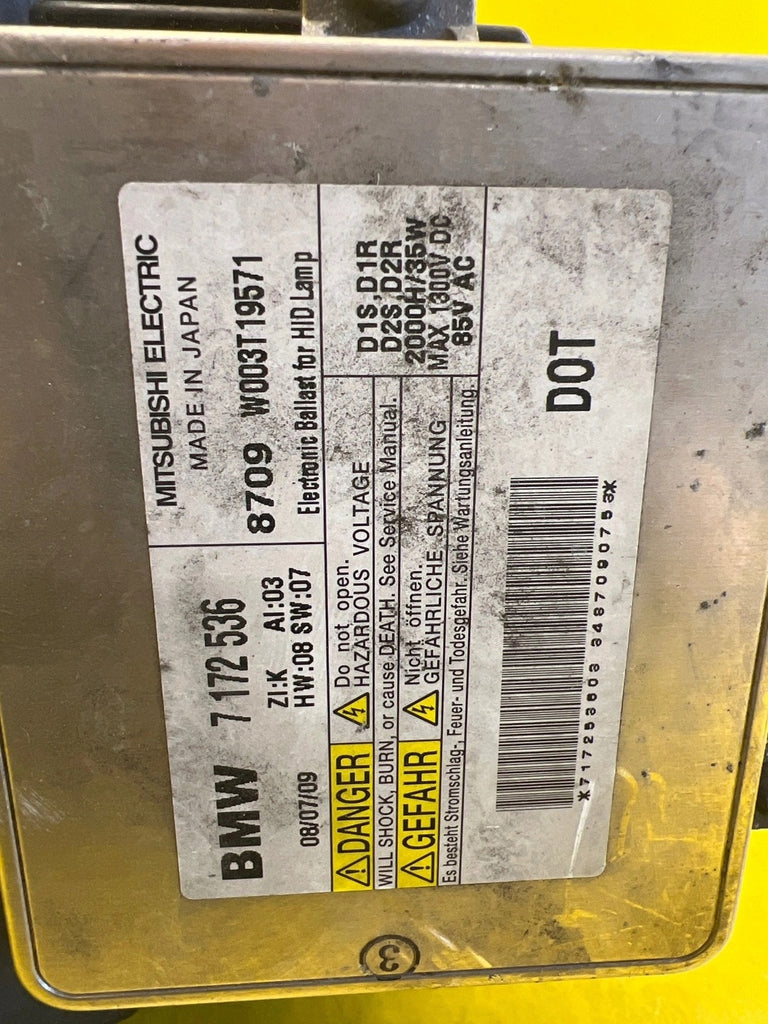 BMW 7 172 536
ZI:K AI:03
08/07/09 HW:08 SW:07
MITSUBISHI ELECTRIC
MADE IN JAPAN
8709 W003T19571
Electronic Ballast for HID Lamp
DANGER Do not open.
HAZARDOUS VOLTAGE
WILL SHOCK, BURN, or cause DEATH. See Service Manual.
GEFAHR Nicht öffnen.
GEFÄHRLICHE SPANNUNG
Es besteht Stromschlag-, Feuer- und Todesgefahr. Siehe Wartungsanleitung.
D1S,D1R
D2S,D2R
2000H/35W
MAX 1300V DC
85V AC
DOT
*717253603 3487090753*
3